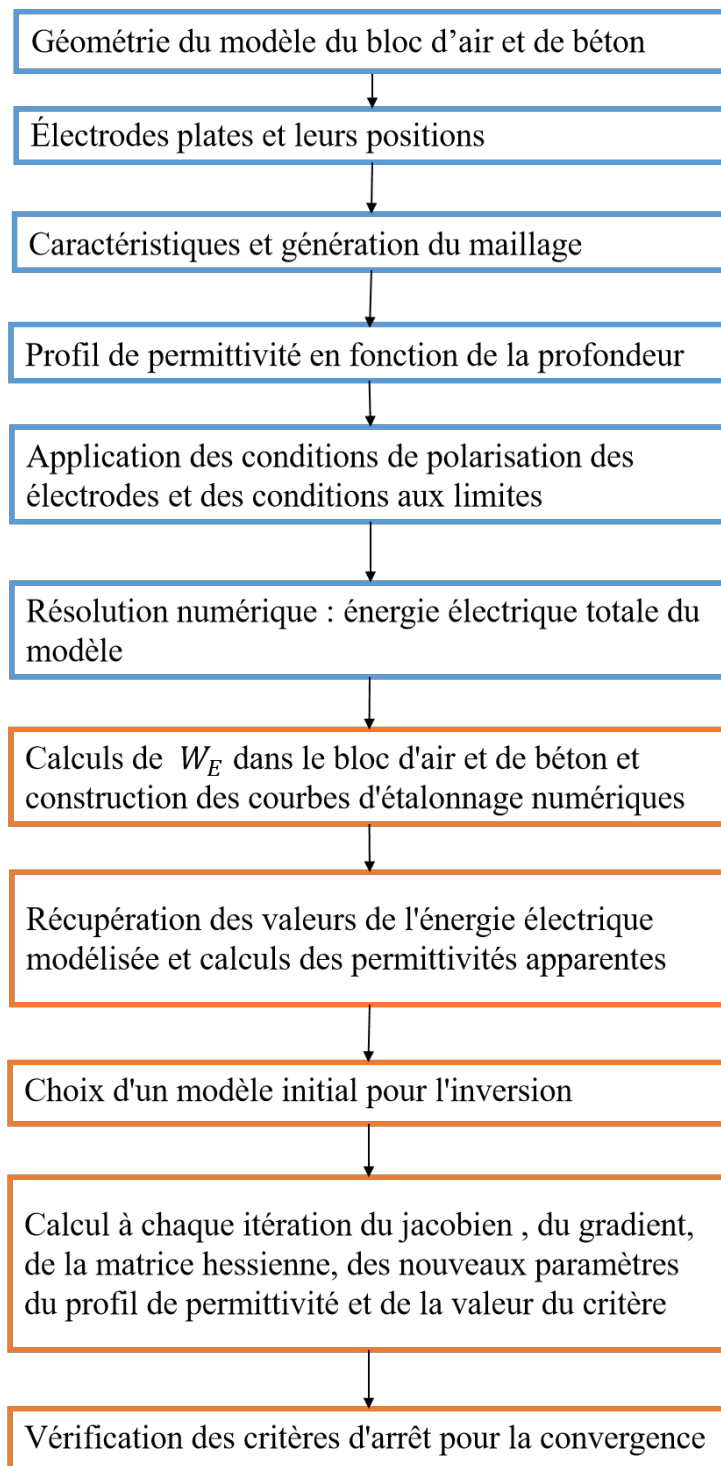 Géométrie du modèle du bloc d’air et de béton
Électrodes plates et leurs positions
Caractéristiques et génération du maillage
Profil de permittivité en fonction de la profondeur
Application des conditions de polarisation des
électrodes et des conditions aux limites
Résolution numérique : énergie électrique totale du
modèle
Calculs de W_E dans le bloc d'air et de béton et
construction des courbes d'étalonnage numériques
Récupération des valeurs de l'énergie électrique
modélisée et calculs des permittivités apparentes
Choix d'un modèle initial pour l'inversion
Calcul à chaque itération du jacobien , du gradient,
de la matrice hessienne, des nouveaux paramètres
du profil de permittivité et de la valeur du critère
Vérification des critères d'arrêt pour la convergence